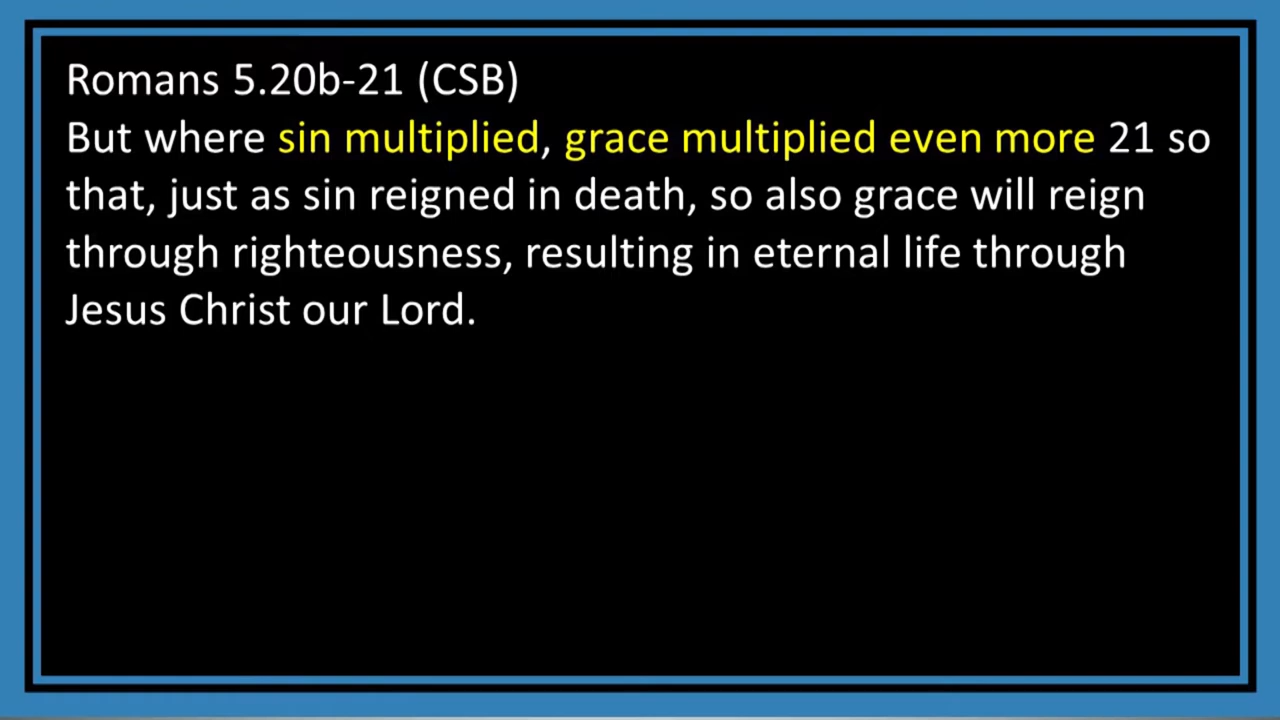 Romans 5.20b-21 (CSB)
But where sin multiplied, grace multiplied even more 21 so
that, just as sin reigned in death, so also grace will reign
through righteousness, resulting in eternal life through
Jesus Christ our Lord.